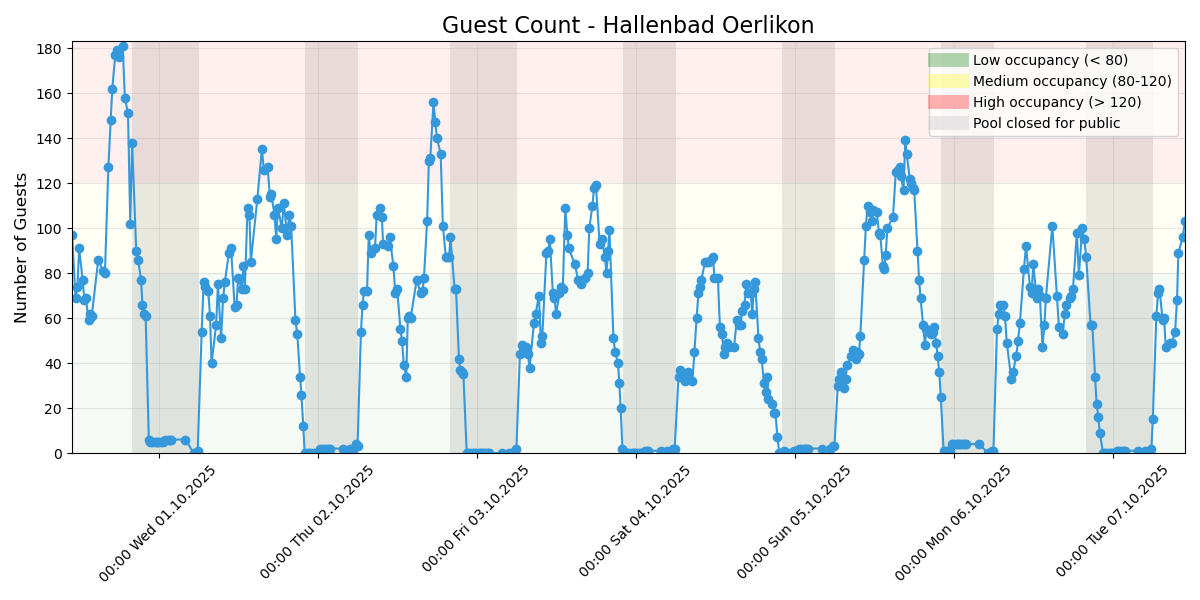 Guest Count - Hallenbad Oerlikon
Number of Guests
180
160
140
120
100
80
60
40
20
0
Low occupancy (< 80)
Medium occupancy (80-120)
High occupancy (> 120)
Pool closed for public
00:00 Wed 01.10.2025
00:00 Thu 02.10.2025
00:00 Fri 03.10.2025
00:00 Sat 04.10.2025
00:00 Sun 05.10.2025
00:00 Mon 06.10.2025
00:00 Tue 07.10.2025